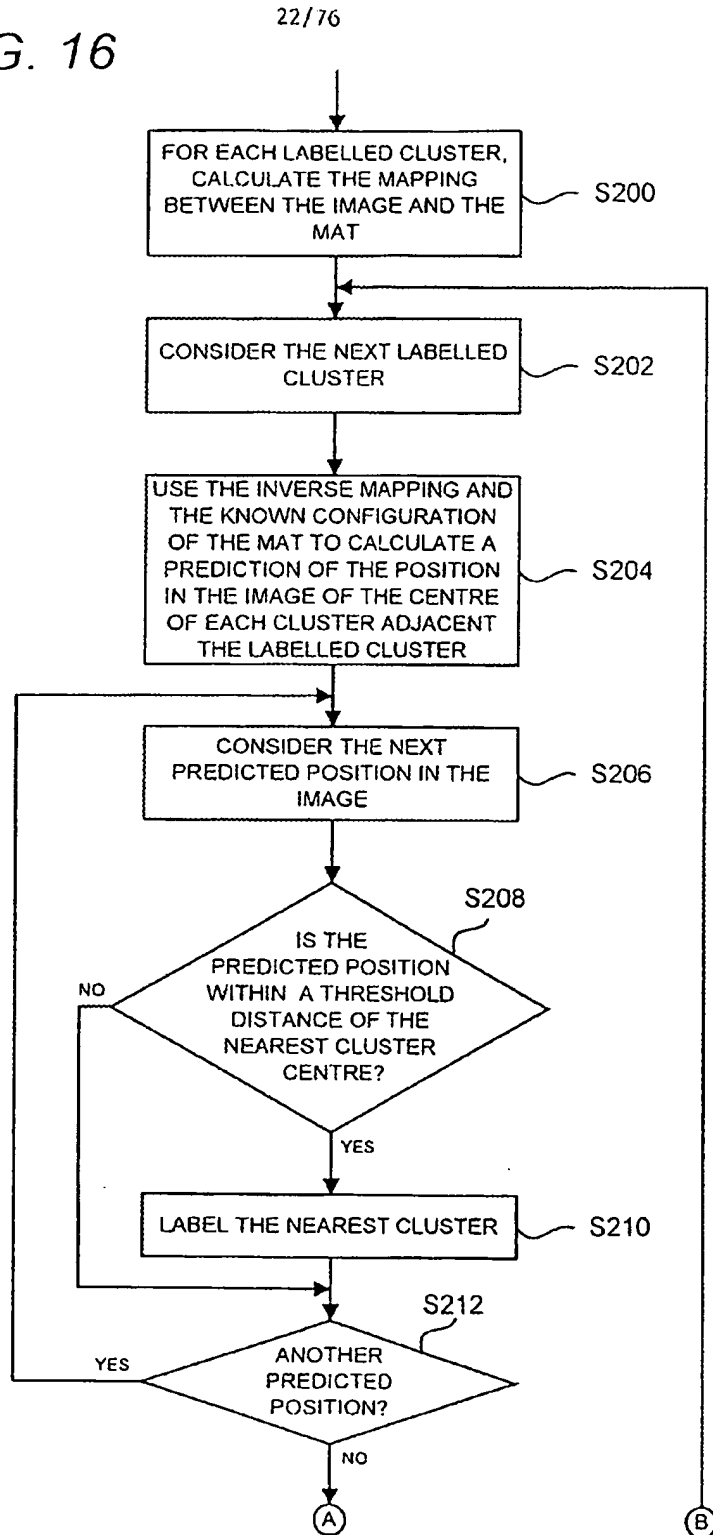 22/76
G. 16
FOR EACH LABELLED CLUSTER,
CALCULATE THE MAPPING
BETWEEN THE IMAGE AND THE
MAT
S200
CONSIDER THE NEXT LABELLED
CLUSTER
S202
USE THE INVERSE MAPPING AND
THE KNOWN CONFIGURATION
OF THE MAT TO CALCULATE A
PREDICTION OF THE POSITION
IN THE IMAGE OF THE CENTRE
OF EACH CLUSTER ADJACENT
THE LABELLED CLUSTER
S204
CONSIDER THE NEXT
PREDICTED POSITION IN THE
IMAGE
S206
S208
IS THE
PREDICTED POSITION
WITHIN A THRESHOLD
DISTANCE OF THE
NEAREST CLUSTER
CENTRE?
NO
YES
LABEL THE NEAREST CLUSTER
S210
S212
ANOTHER
PREDICTED
POSITION?
YES
NO
A
B